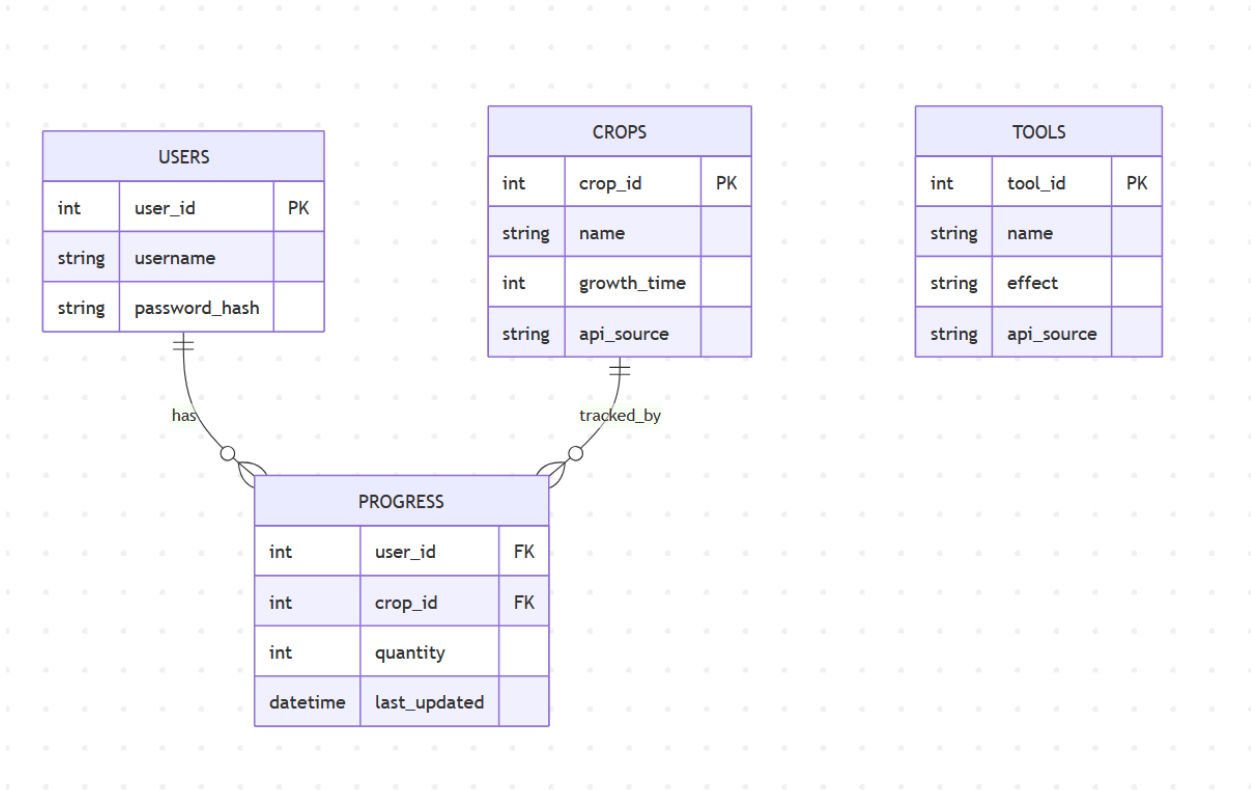 USERS
int user_id PK
string username
string password_hash
CROPS
int crop_id PK
string name
int growth_time
string api_source
TOOLS
int tool_id PK
string name
string effect
string api_source
has
tracked_by
PROGRESS
int user_id FK
int crop_id FK
int quantity
datetime last_updated